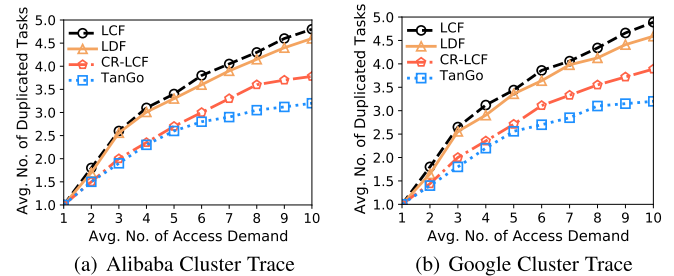 Avg. No. of Duplicated Tasks
5.0
4.5
4.0
3.5
3.0
2.5
2.0
1.5
1.0
LCF
LDF
CR-LCF
TanGo
1 2 3 4 5 6 7 8 9 10
Avg. No. of Access Demand
(a) Alibaba Cluster Trace
Avg. No. of Duplicated Tasks
5.0
4.5
4.0
3.5
3.0
2.5
2.0
1.5
1.0
LCF
LDF
CR-LCF
TanGo
1 2 3 4 5 6 7 8 9 10
Avg. No. of Access Demand
(b) Google Cluster Trace